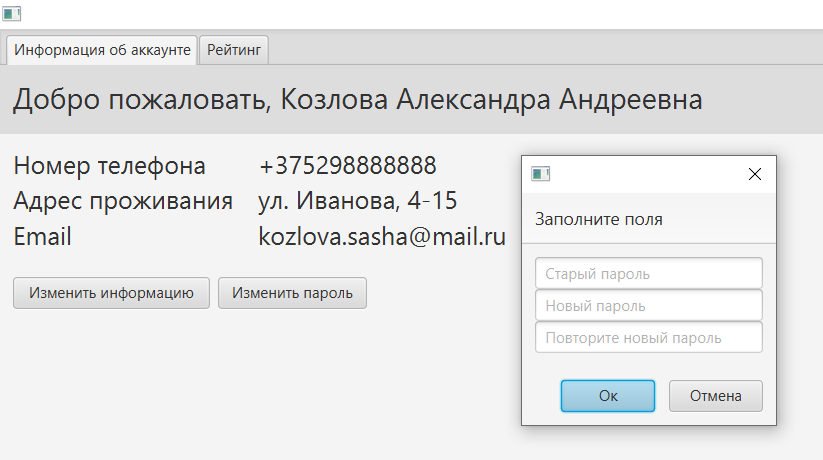 Информация об аккаунте Рейтинг
Добро пожаловать, Козлова Александра Андреевна
Номер телефона +375298888888
Адрес проживания ул. Иванова, 4-15
Email kozlova.sasha@mail.ru
Изменить информацию Изменить пароль
Заполните поля
Старый пароль
Новый пароль
Повторите новый пароль
Ок Отмена